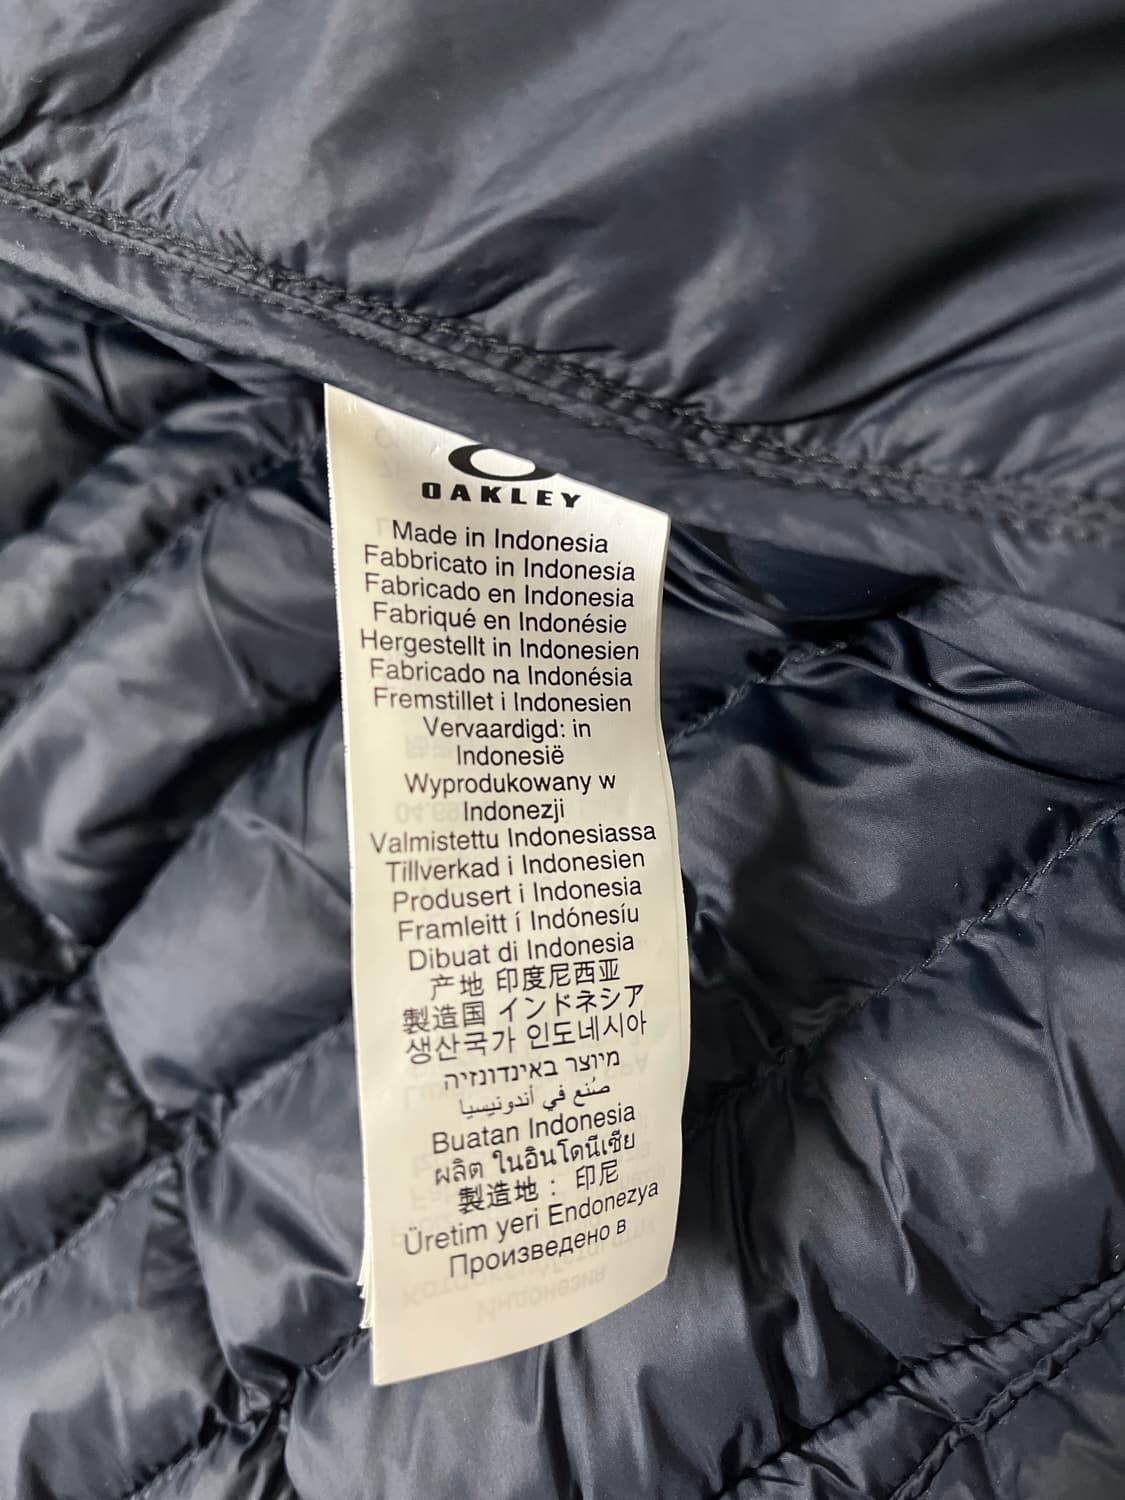 OAKLEY
Made in Indonesia
Fabbricato in Indonesia
Fabricado en Indonesia
Fabriqué en Indonésie
Hergestellt in Indonesien
Fabricado na Indonésia
Fremstillet i Indonesien
Vervaardigd: in
Indonesië
Wyprodukowany w
Indonezji
Valmistettu Indonesiassa
Tillverkad i Indonesien
Produsert i Indonesia
Framleitt í Indónesíu
Dibuat di Indonesia
产地 印度尼西亚
製造国 インドネシア
생산국가 인도네시아
מיוצר באינדונזיה
صُنع في أندونيسيا
Buatan Indonesia
ผลิต ในอินโดนีเซีย
製造地： 印尼
Üretim yeri Endonezya
Произведено в